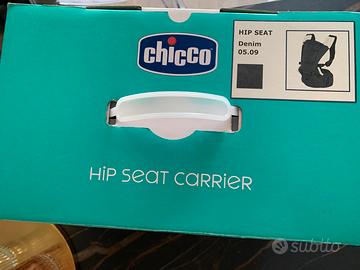 chicco
HIP SEAT
Denim
05.09
HiP SeaT CarriEr
subito